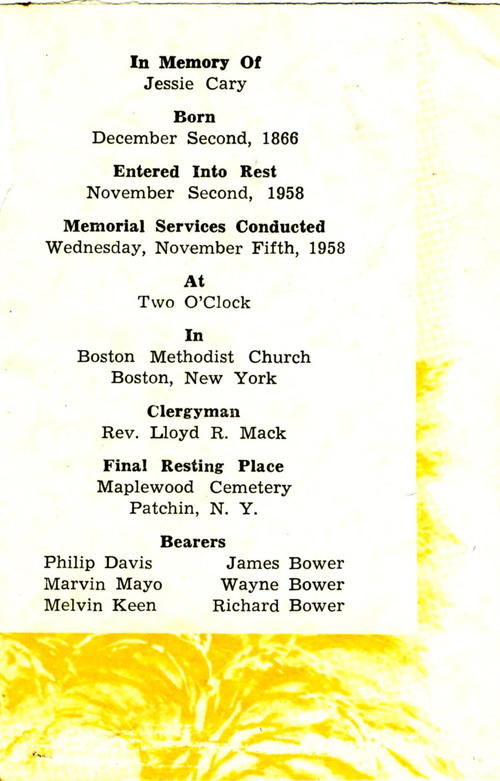 In Memory Of
Jessie Cary
Born
December Second, 1866
Entered Into Rest
November Second, 1958
Memorial Services Conducted
Wednesday, November Fifth, 1958
At
Two O'Clock
In
Boston Methodist Church
Boston, New York
Clergyman
Rev. Lloyd R. Mack
Final Resting Place
Maplewood Cemetery
Patchin, N. Y.
Bearers
Philip Davis James Bower
Marvin Mayo Wayne Bower
Melvin Keen Richard Bower